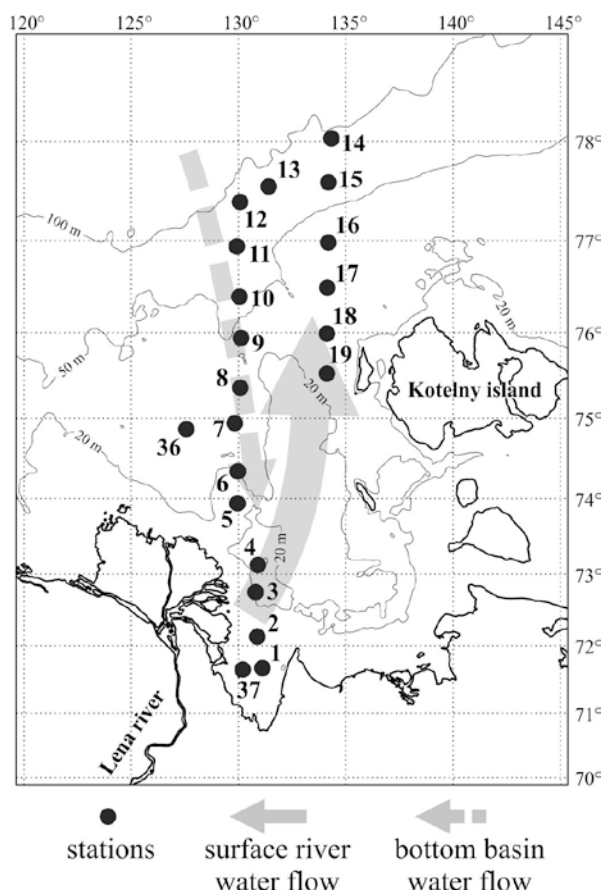 120° 125° 130° 135° 140° 145°
14
78°
13
15
12
100 m
16
77°
11
17
10
20 m
18
76°
9
50 m
19
8
20 m
Kotelny island
75°
7
36
20 m
6
74°
5
4
20 m
73°
3
2
72°
1
37
71°
Lena river
70°
stations
surface river
water flow
bottom basin
water flow